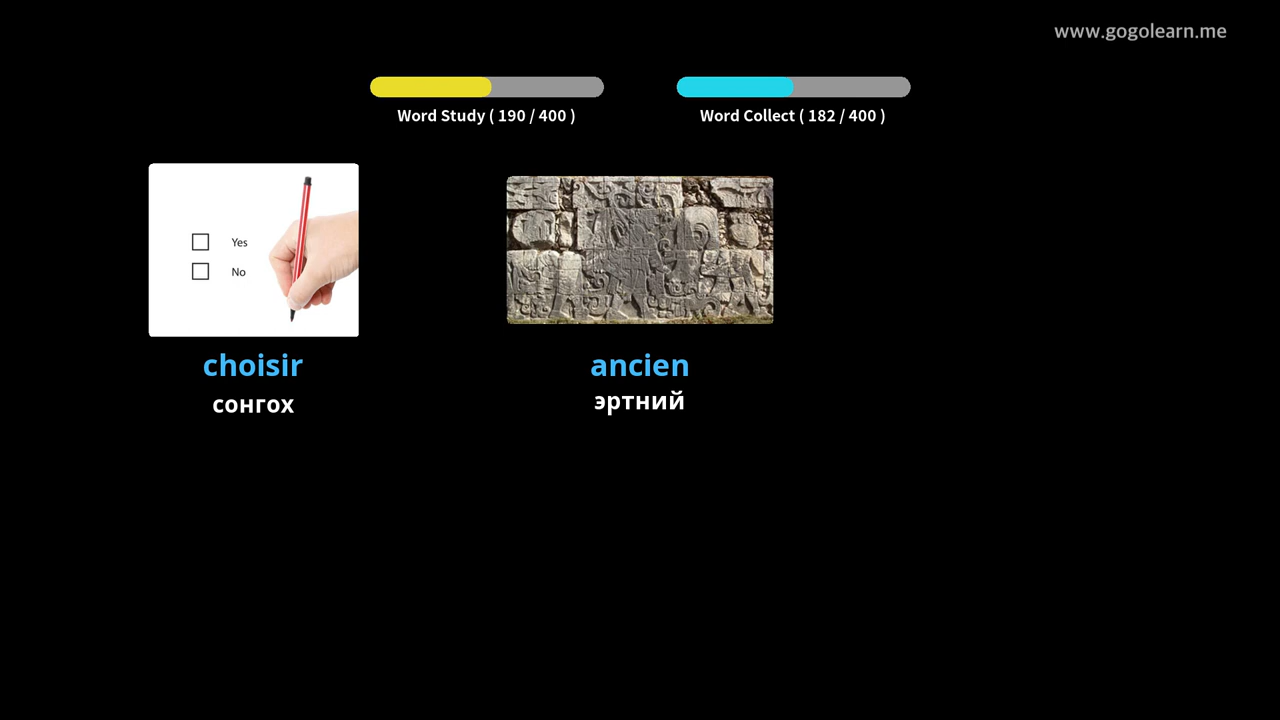 www.gogolearn.me
Word Study ( 190 / 400 )
Word Collect ( 182 / 400 )
Yes
No
choisir
сонгох
ancien
эртний